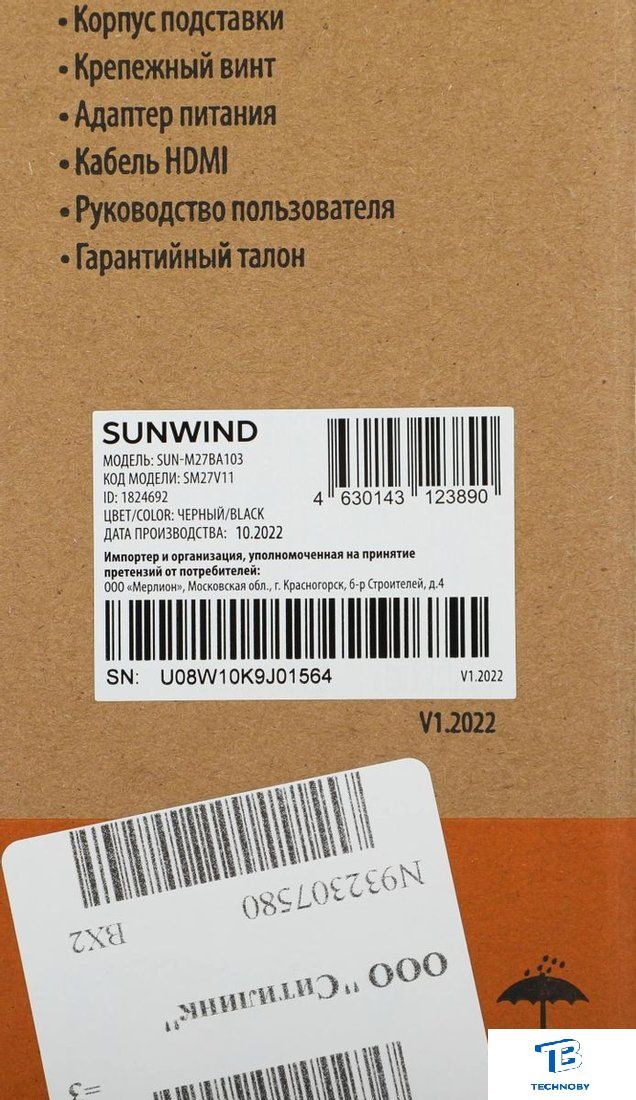 • Корпус подставки
• Крепежный винт
• Адаптер питания
• Кабель HDMI
• Руководство пользователя
• Гарантийный талон
SUNWIND
МОДЕЛЬ: SUN-M27BA103
КОД МОДЕЛИ: SM27V11
ID: 1824692
ЦВЕТ/COLOR: ЧЕРНЫЙ/BLACK
ДАТА ПРОИЗВОДСТВА: 10.2022
4 630143 123890
Импортер и организация, уполномоченная на принятие
претензий от потребителей:
ООО «Мерлион», Московская обл., г. Красногорск, б-р Строителей, д.4
SN: U08W10K9J01564
V1.2022
V1.2022
N932307580
BX2
ООО "Ситилинк"
=3
TECHNOBY